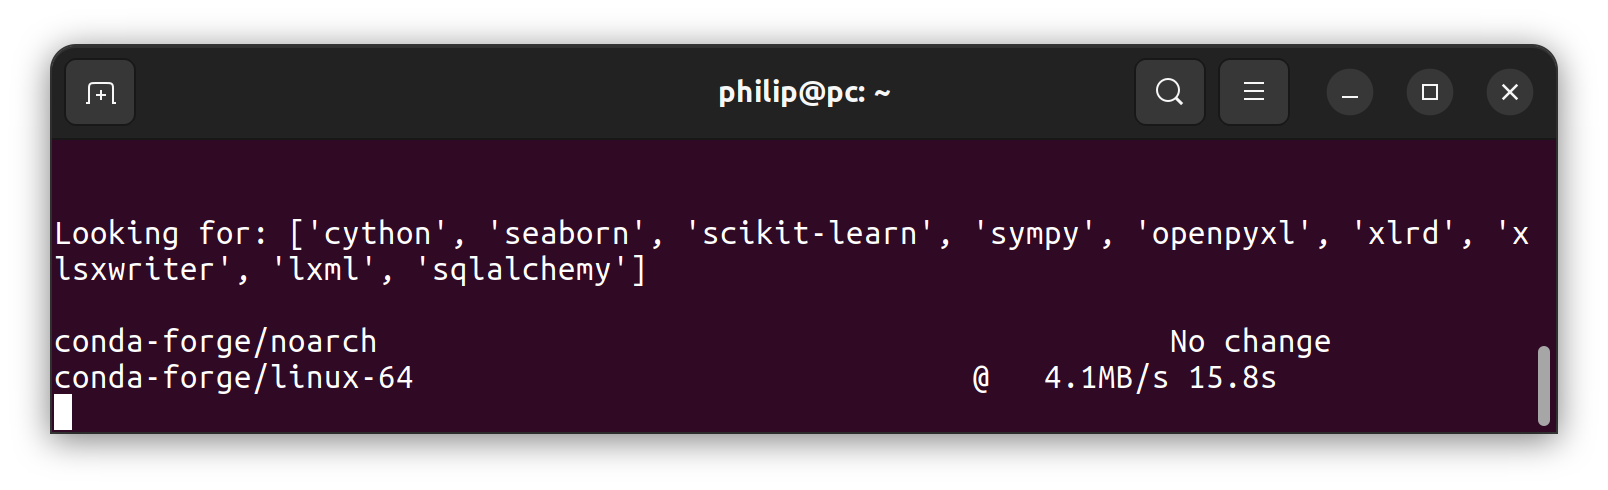 philip@pc: ~
Looking for: ['cython', 'seaborn', 'scikit-learn', 'sympy', 'openpyxl', 'xlrd', 'x
lsxwriter', 'lxml', 'sqlalchemy']
conda-forge/noarch No change
conda-forge/linux-64 @ 4.1MB/s 15.8s